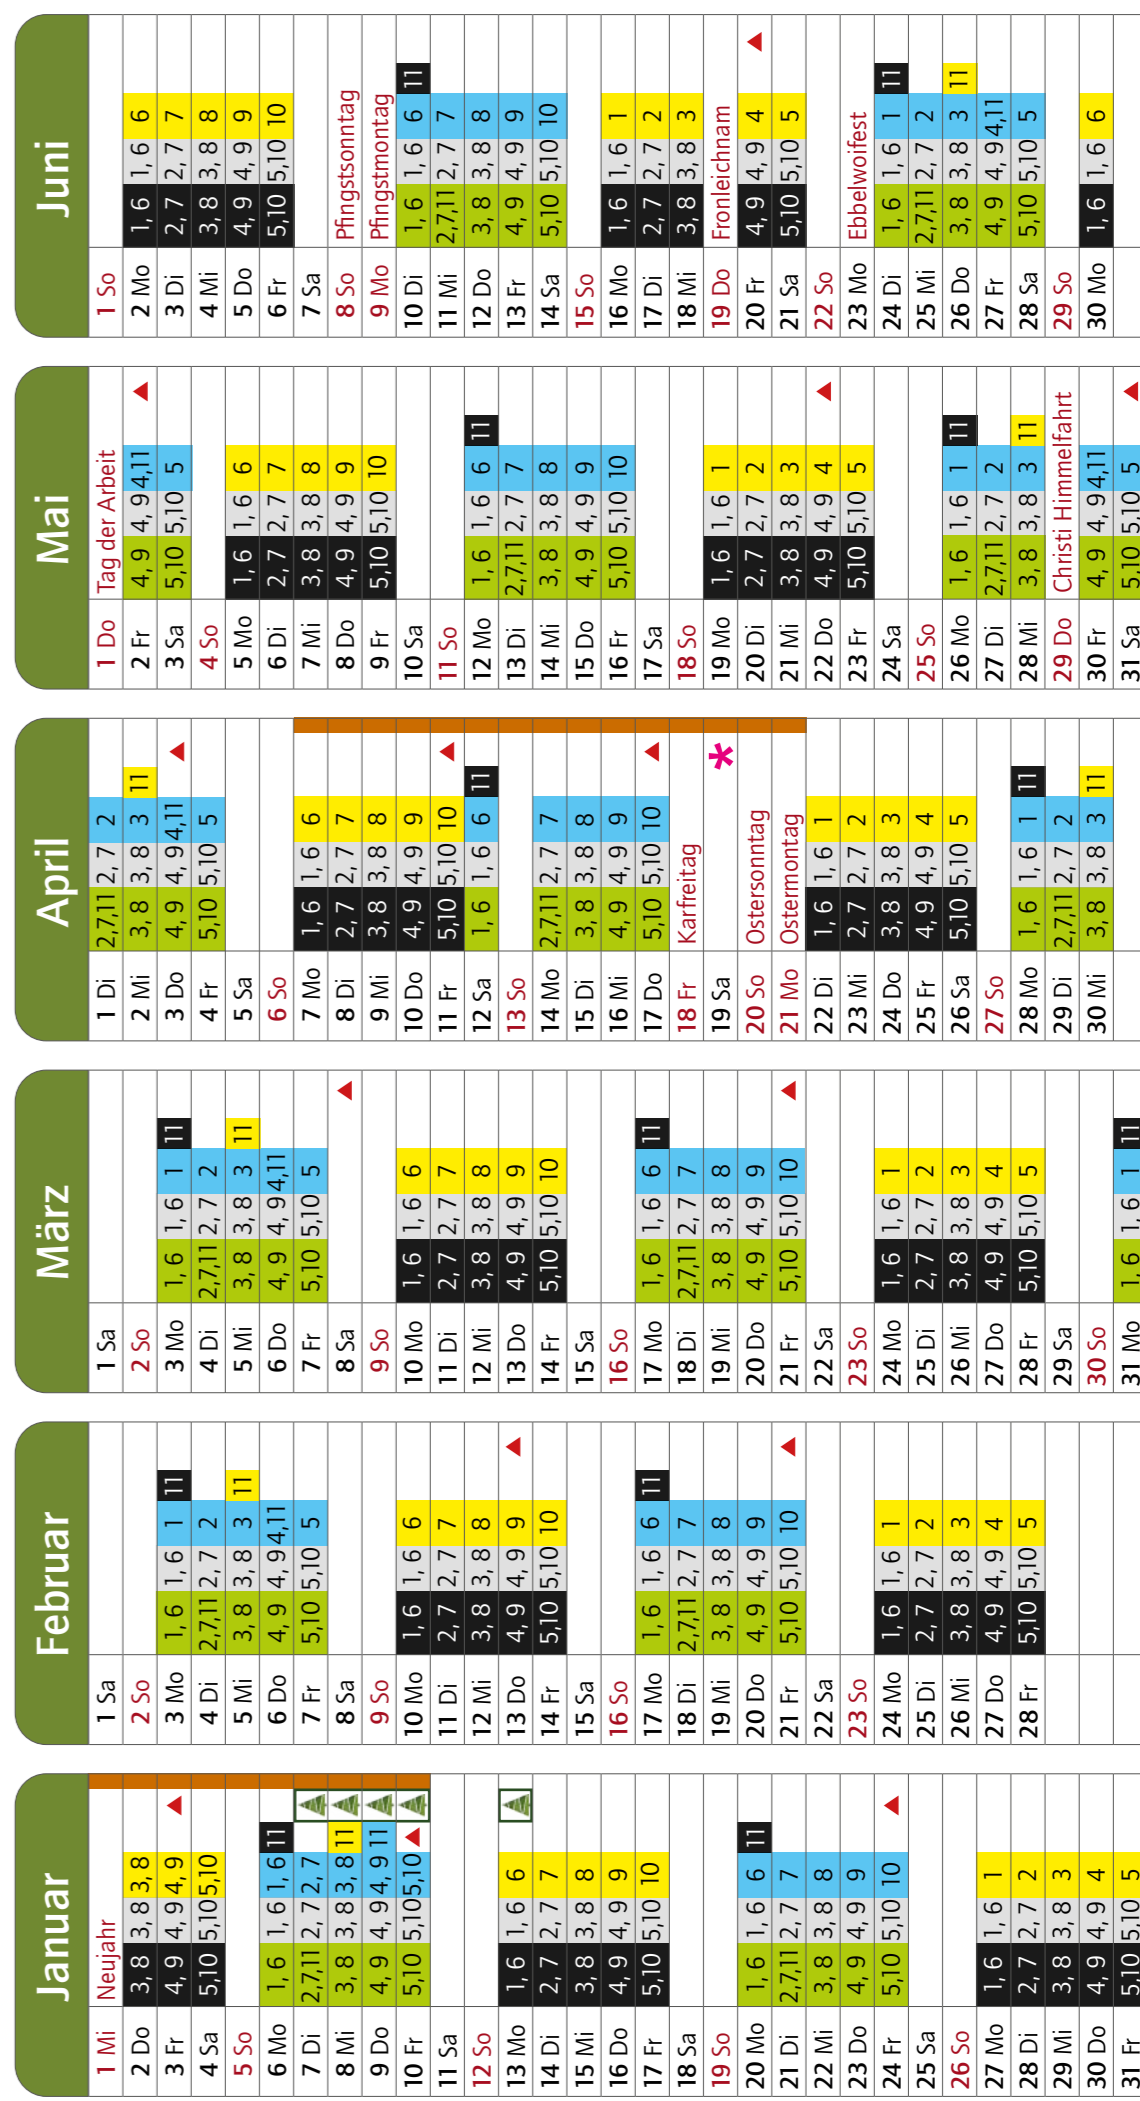 Januar
1 Mi Neujahr
2 Do 3, 8 3, 8 3, 8
3 Fr 4, 9 4, 9 4, 9
4 Sa 5,10 5,10 5,10
5 So
6 Mo 1, 6 1, 6 1, 6 11
7 Di 2,7,11 2, 7 2, 7
8 Mi 3, 8 3, 8 3, 8 11
9 Do 4, 9 4, 9 4, 9 11
10 Fr 5,10 5,10 5,10
11 Sa
12 So
13 Mo 1, 6 1, 6 6
14 Di 2, 7 2, 7 7
15 Mi 3, 8 3, 8 8
16 Do 4, 9 4, 9 9
17 Fr 5,10 5,10 10
18 Sa
19 So
20 Mo 1, 6 1, 6 6 11
21 Di 2,7,11 2, 7 7
22 Mi 3, 8 3, 8 8
23 Do 4, 9 4, 9 9
24 Fr 5,10 5,10 10
25 Sa
26 So
27 Mo 1, 6 1, 6 1
28 Di 2, 7 2, 7 2
29 Mi 3, 8 3, 8 3
30 Do 4, 9 4, 9 4
31 Fr 5,10 5,10 5
Februar
1 Sa
2 So
3 Mo 1, 6 1, 6 1 11
4 Di 2,7,11 2, 7 2
5 Mi 3, 8 3, 8 3 11
6 Do 4, 9 4, 9 4,11
7 Fr 5,10 5,10 5
8 Sa
9 So
10 Mo 1, 6 1, 6 6
11 Di 2, 7 2, 7 7
12 Mi 3, 8 3, 8 8
13 Do 4, 9 4, 9 9
14 Fr 5,10 5,10 10
15 Sa
16 So
17 Mo 1, 6 1, 6 6 11
18 Di 2,7,11 2, 7 7
19 Mi 3, 8 3, 8 8
20 Do 4, 9 4, 9 9
21 Fr 5,10 5,10 10
22 Sa
23 So
24 Mo 1, 6 1, 6 1
25 Di 2, 7 2, 7 2
26 Mi 3, 8 3, 8 3
27 Do 4, 9 4, 9 4
28 Fr 5,10 5,10 5
März
1 Sa
2 So
3 Mo 1, 6 1, 6 1 11
4 Di 2,7,11 2, 7 2
5 Mi 3, 8 3, 8 3 11
6 Do 4, 9 4, 9 4,11
7 Fr 5,10 5,10 5
8 Sa
9 So
10 Mo 1, 6 1, 6 6
11 Di 2, 7 2, 7 7
12 Mi 3, 8 3, 8 8
13 Do 4, 9 4, 9 9
14 Fr 5,10 5,10 10
15 Sa
16 So
17 Mo 1, 6 1, 6 6 11
18 Di 2,7,11 2, 7 7
19 Mi 3, 8 3, 8 8
20 Do 4, 9 4, 9 9
21 Fr 5,10 5,10 10
22 Sa
23 So
24 Mo 1, 6 1, 6 1
25 Di 2, 7 2, 7 2
26 Mi 3, 8 3, 8 3
27 Do 4, 9 4, 9 4
28 Fr 5,10 5,10 5
29 Sa
30 So
31 Mo 1, 6 1, 6 1 11
April
1 Di 2,7,11 2, 7 2
2 Mi 3, 8 3, 8 3 11
3 Do 4, 9 4, 9 4,11
4 Fr 5,10 5,10 5
5 Sa
6 So
7 Mo 1, 6 1, 6 6
8 Di 2, 7 2, 7 7
9 Mi 3, 8 3, 8 8
10 Do 4, 9 4, 9 9
11 Fr 5,10 5,10 10
12 Sa 1, 6 1, 6 6 11
13 So
14 Mo 2,7,11 2, 7 7
15 Di 3, 8 3, 8 8
16 Mi 4, 9 4, 9 9
17 Do 5,10 5,10 10
18 Fr Karfreitag
19 Sa *
20 So Ostersonntag
21 Mo Ostermontag
22 Di 1, 6 1, 6 1
23 Mi 2, 7 2, 7 2
24 Do 3, 8 3, 8 3
25 Fr 4, 9 4, 9 4
26 Sa 5,10 5,10 5
27 So
28 Mo 1, 6 1, 6 1 11
29 Di 2,7,11 2, 7 2
30 Mi 3, 8 3, 8 3 11
Mai
1 Do Tag der Arbeit
2 Fr 4, 9 4, 9 4,11
3 Sa 5,10 5,10 5
4 So
5 Mo 1, 6 1, 6 6
6 Di 2, 7 2, 7 7
7 Mi 3, 8 3, 8 8
8 Do 4, 9 4, 9 9
9 Fr 5,10 5,10 10
10 Sa
11 So
12 Mo 1, 6 1, 6 6 11
13 Di 2,7,11 2, 7 7
14 Mi 3, 8 3, 8 8
15 Do 4, 9 4, 9 9
16 Fr 5,10 5,10 10
17 Sa
18 So
19 Mo 1, 6 1, 6 1
20 Di 2, 7 2, 7 2
21 Mi 3, 8 3, 8 3
22 Do 4, 9 4, 9 4
23 Fr 5,10 5,10 5
24 Sa
25 So
26 Mo 1, 6 1, 6 1 11
27 Di 2,7,11 2, 7 2
28 Mi 3, 8 3, 8 3 11
29 Do Christi Himmelfahrt
30 Fr 4, 9 4, 9 4,11
31 Sa 5,10 5,10 5
Juni
1 So
2 Mo 1, 6 1, 6 6
3 Di 2, 7 2, 7 7
4 Mi 3, 8 3, 8 8
5 Do 4, 9 4, 9 9
6 Fr 5,10 5,10 10
7 Sa
8 So Pfingstsonntag
9 Mo Pfingstmontag
10 Di 1, 6 1, 6 6 11
11 Mi 2,7,11 2, 7 7
12 Do 3, 8 3, 8 8
13 Fr 4, 9 4, 9 9
14 Sa 5,10 5,10 10
15 So
16 Mo 1, 6 1, 6 1
17 Di 2, 7 2, 7 2
18 Mi 3, 8 3, 8 3
19 Do Fronleichnam
20 Fr 4, 9 4, 9 4
21 Sa 5,10 5,10 5
22 So
23 Mo Ebbelwoifest
24 Di 1, 6 1, 6 1 11
25 Mi 2,7,11 2, 7 2
26 Do 3, 8 3, 8 3 11
27 Fr 4, 9 4, 9 4,11
28 Sa 5,10 5,10 5
29 So
30 Mo 1, 6 1, 6 6